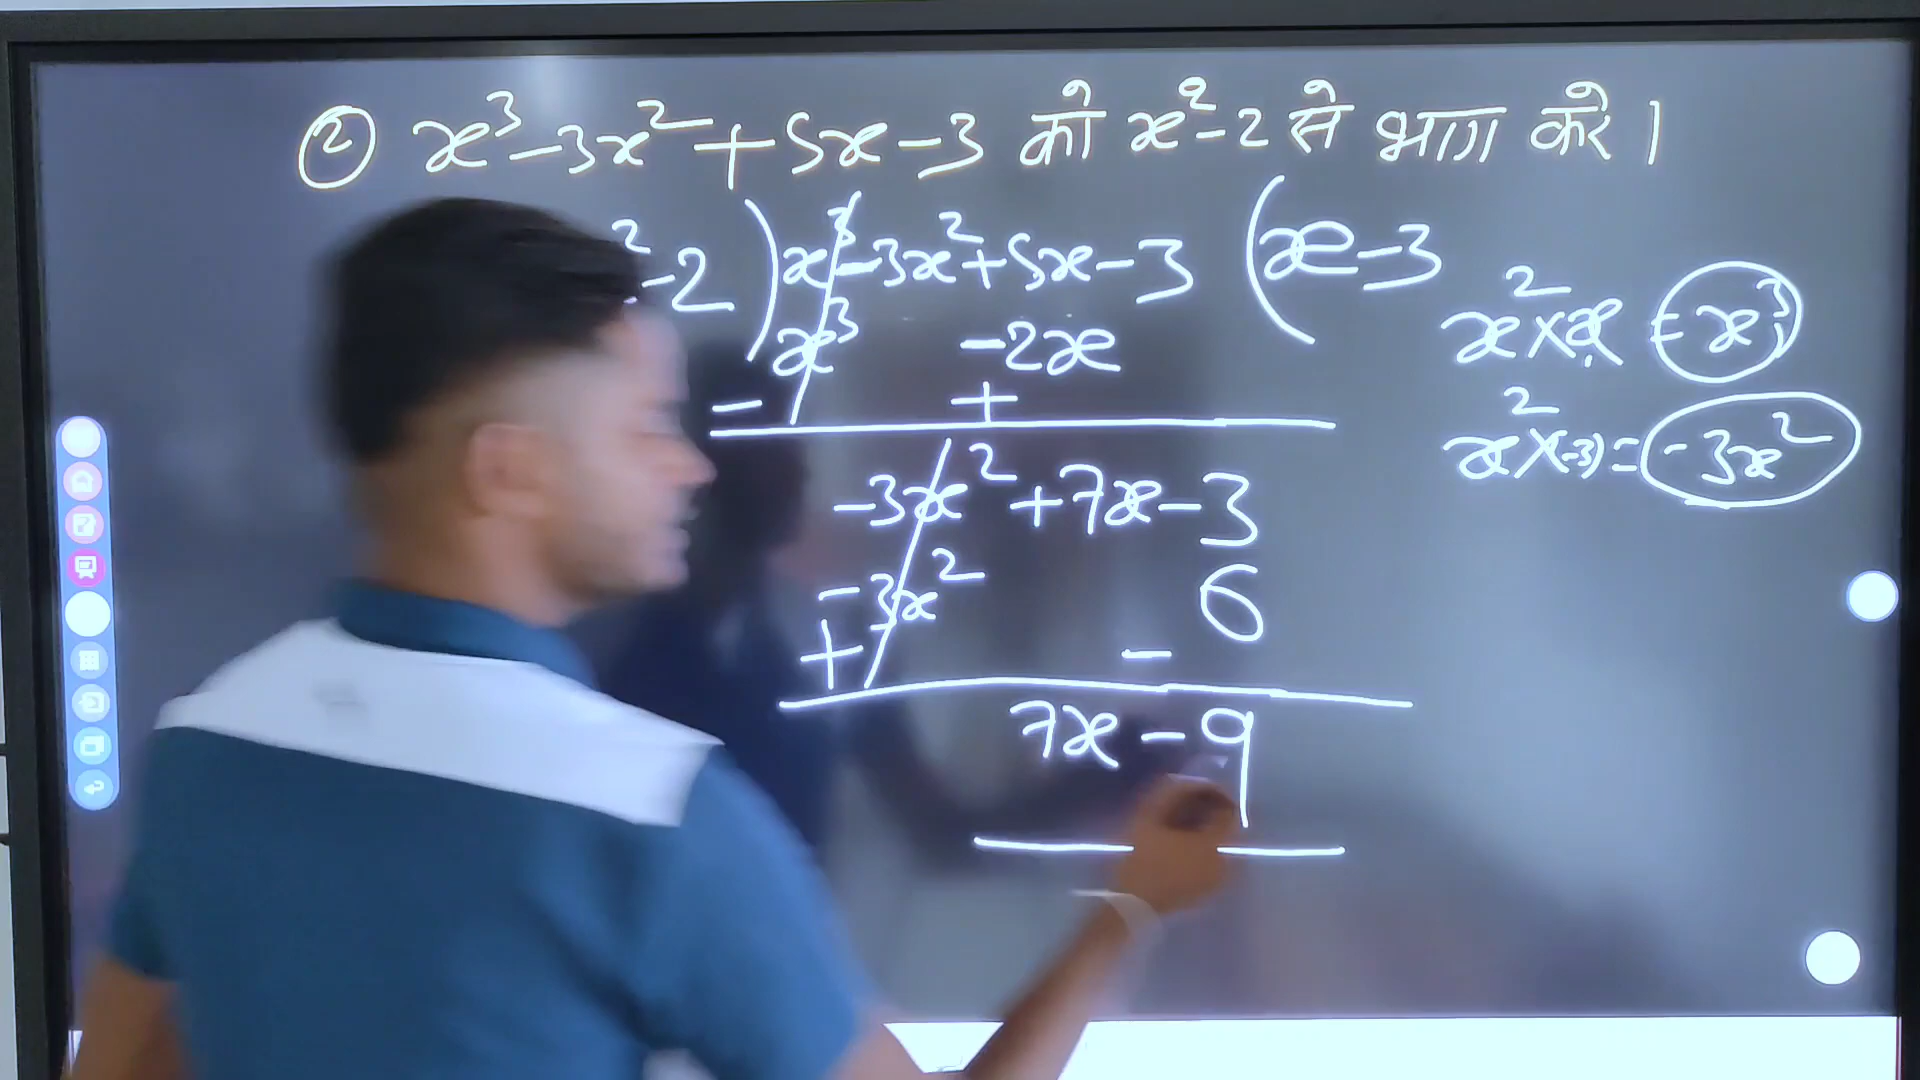 ② x³-3x²+5x-3 को x²-2 से भाग करे ।
²-2 ) x³-3x²+5x-3 ( x-3
x³ -2x
- +
-3x²+7x-3
-3x² 6
+ -
7x-9
x²×x = x³
x²×(-3) = -3x²